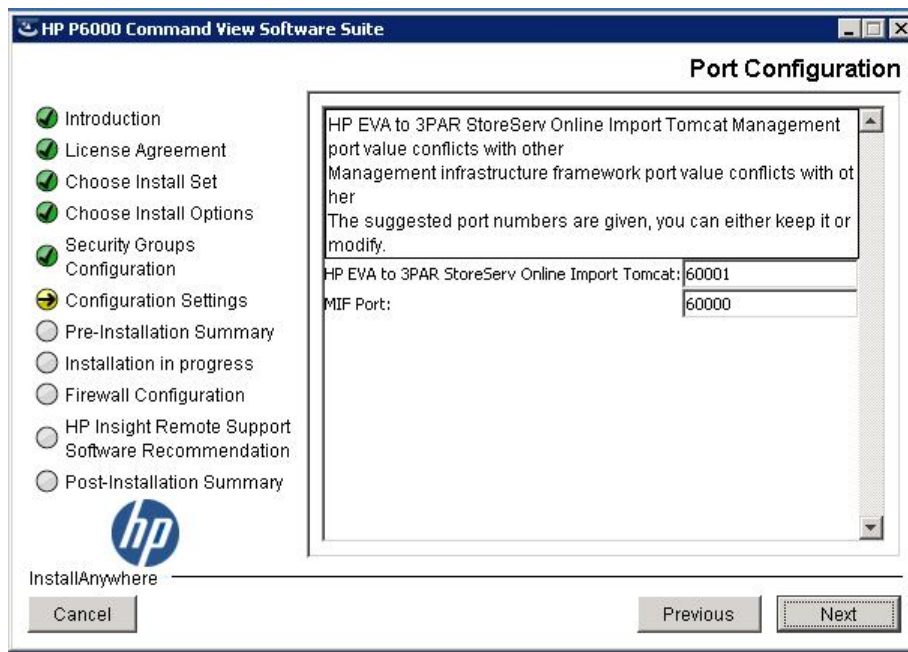 HP P6000 Command View Software Suite
Port Configuration
Introduction
License Agreement
Choose Install Set
Choose Install Options
Security Groups
Configuration
Configuration Settings
Pre-Installation Summary
Installation in progress
Firewall Configuration
HP Insight Remote Support
Software Recommendation
Post-Installation Summary
hp
HP EVA to 3PAR StoreServ Online Import Tomcat Management
port value conflicts with other
Management infrastructure framework port value conflicts with ot
her
The suggested port numbers are given, you can either keep it or
modify.
HP EVA to 3PAR StoreServ Online Import Tomcat: 60001
MIF Port: 60000
InstallAnywhere
Cancel
Previous
Next